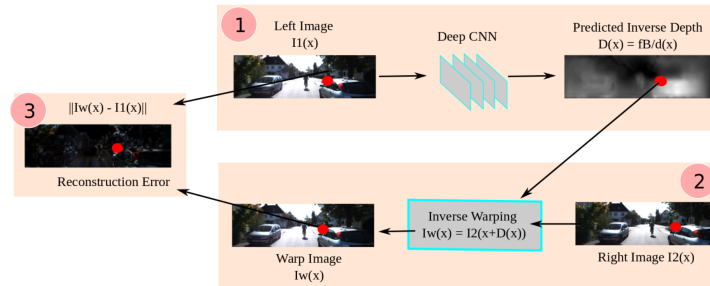 1
Left Image
I1(x)
Deep CNN
Predicted Inverse Depth
D(x) = fB/d(x)
3
||Iw(x) - I1(x)||
Reconstruction Error
2
Inverse Warping
Iw(x) = I2(x+D(x))
Warp Image
Iw(x)
Right Image I2(x)